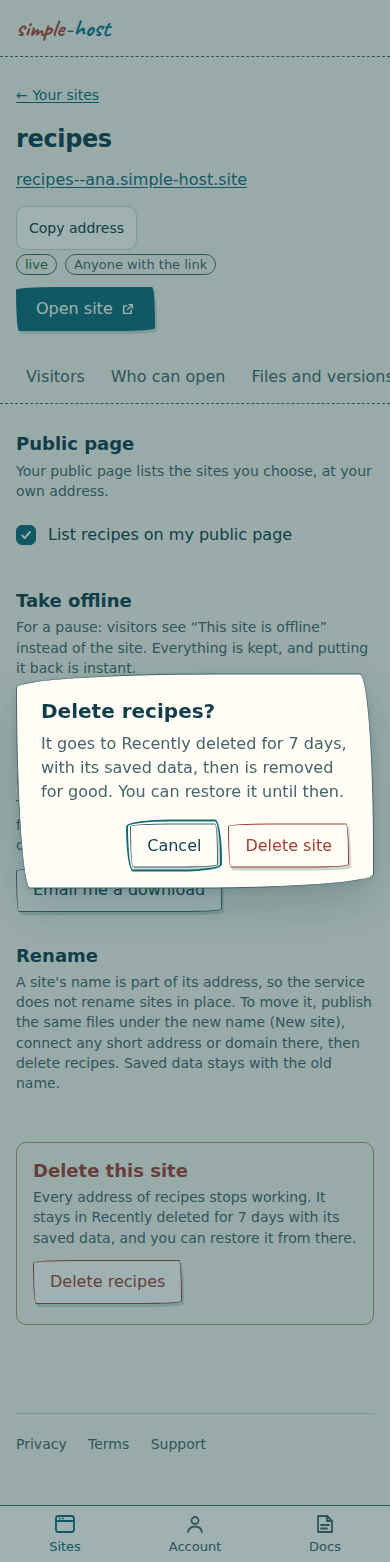 simple-host
← Your sites
recipes
recipes--ana.simple-host.site
Copy address
live Anyone with the link
Open site
Visitors Who can open Files and versions
Public page
Your public page lists the sites you choose, at your
own address.
List recipes on my public page
Take offline
For a pause: visitors see “This site is offline”
instead of the site. Everything is kept, and putting
it back is instant.
Delete recipes?
It goes to Recently deleted for 7 days,
with its saved data, then is removed
for good. You can restore it until then.
Cancel Delete site
Email me a download
Rename
A site's name is part of its address, so the service
does not rename sites in place. To move it, publish
the same files under the new name (New site),
connect any short address or domain there, then
delete recipes. Saved data stays with the old
name.
Delete this site
Every address of recipes stops working. It
stays in Recently deleted for 7 days with its
saved data, and you can restore it from there.
Delete recipes
Privacy Terms Support
Sites Account Docs